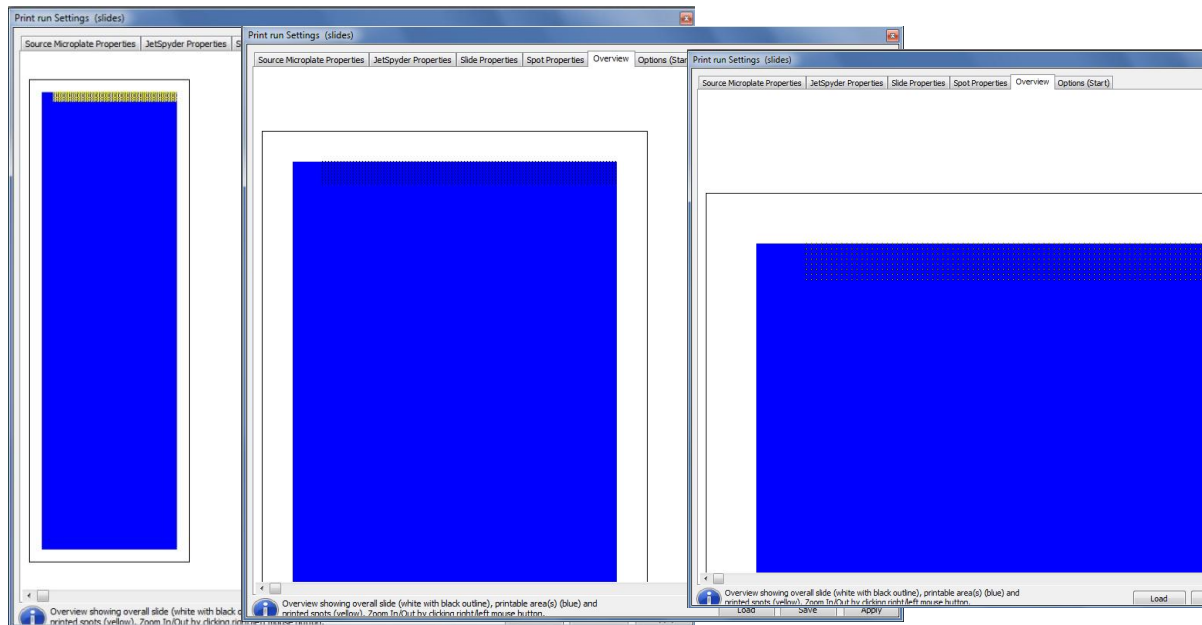 Print run Settings (slides)
Source Microplate Properties JetSpyder Properties S
Overview showing overall slide (white with black o
printed spots (yellow). Zoom In/Out by clicking right/left mouse button.
Print run Settings (slides)
Source Microplate Properties JetSpyder Properties Slide Properties Spot Properties Overview Options (Star
Overview showing overall slide (white with black outline), printable area(s) (blue) and
printed spots (yellow). Zoom In/Out by clicking right/left mouse button.
Load Save Apply
Print run Settings (slides)
Source Microplate Properties JetSpyder Properties Slide Properties Spot Properties Overview Options (Start)
Overview showing overall slide (white with black outline), printable area(s) (blue) and
printed spots (yellow). Zoom In/Out by clicking right/left mouse button.
Load